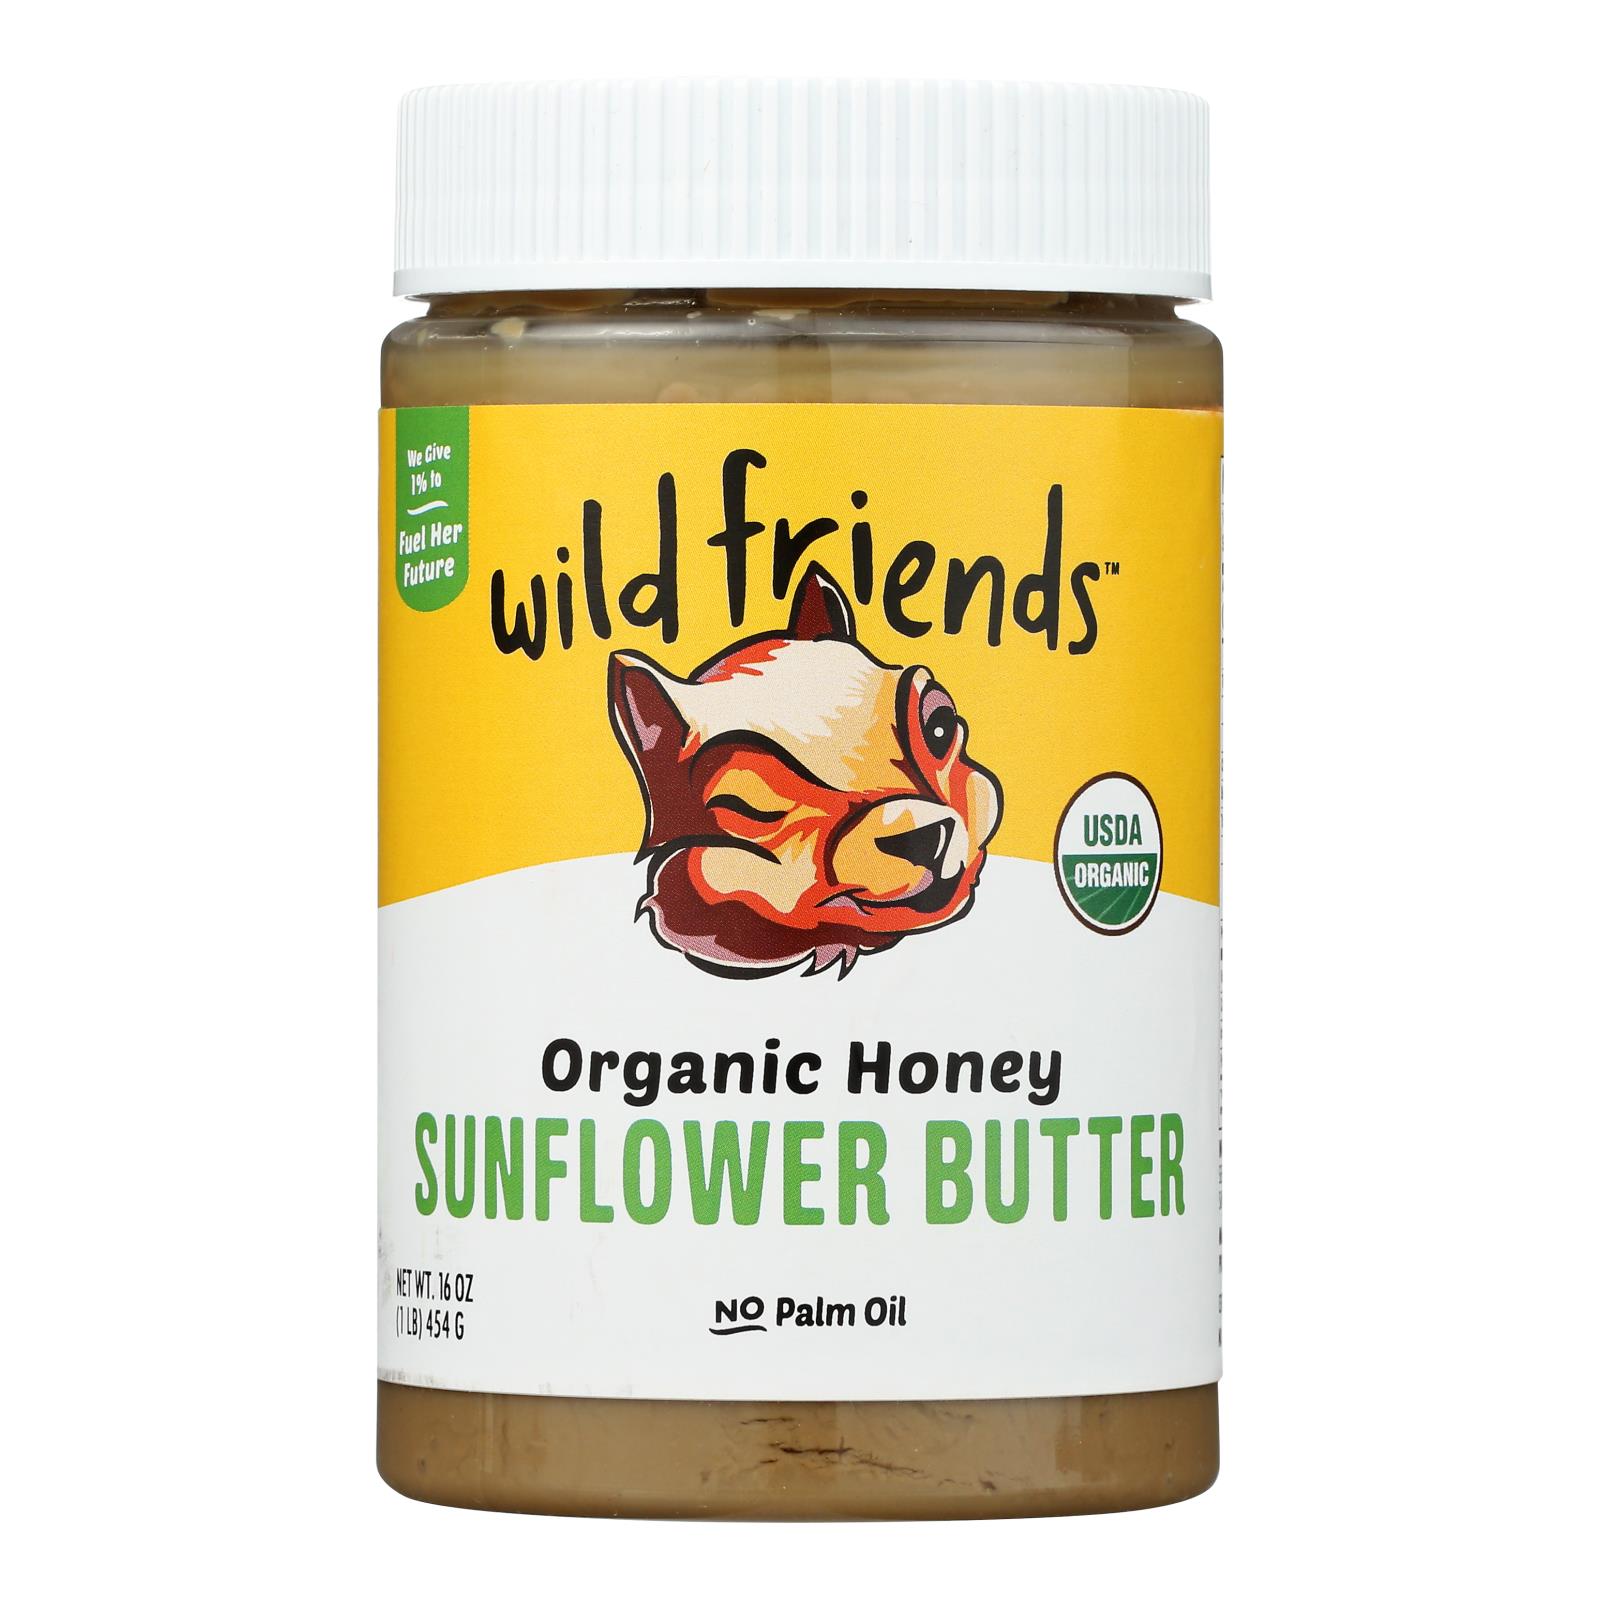 We Give
1% to
Fuel Her
Future
wild friends™
USDA
ORGANIC
Organic Honey
SUNFLOWER BUTTER
NET WT. 16 OZ
(1 LB) 454 G
NO Palm Oil